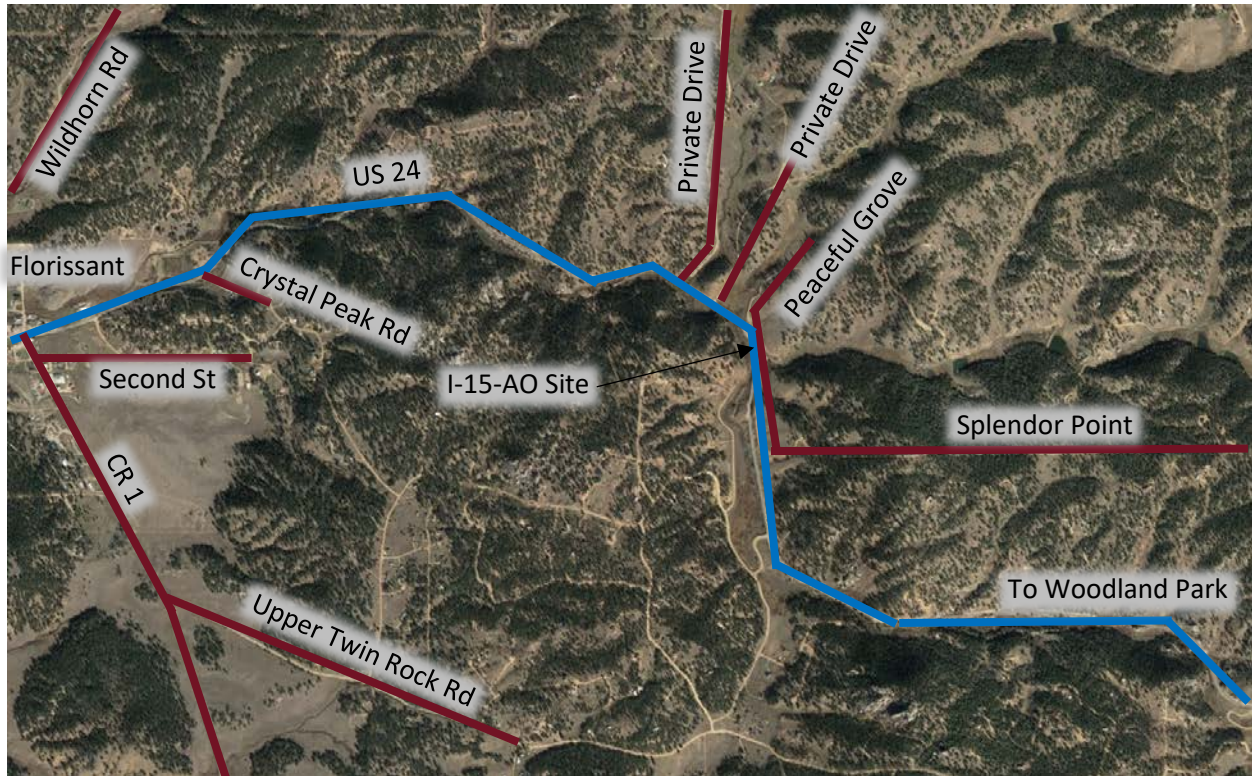 Wildhorn Rd
US 24
Private Drive
Private Drive
Peaceful Grove
Florissant
Crystal Peak Rd
Second St
I-15-AO Site
Splendor Point
CR 1
To Woodland Park
Upper Twin Rock Rd